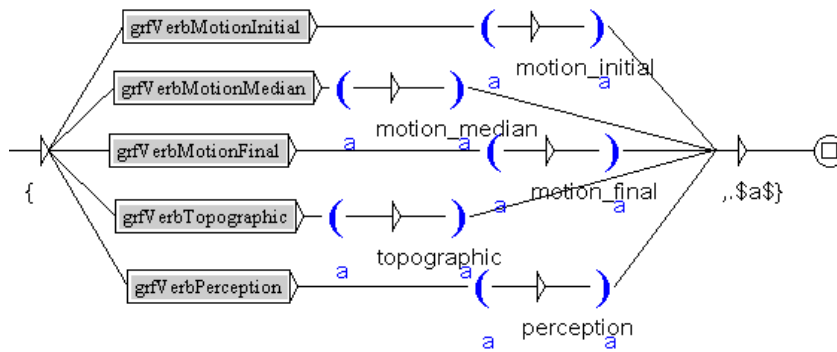 grfVerbMotionInitial
( )
motion_initial
a a
grfVerbMotionMedian
( )
motion_median
a a
grfVerbMotionFinal
( )
motion_final
a a
{
,.$a$}
grfVerbTopographic
( )
topographic
a a
grfVerbPerception
( )
perception
a a